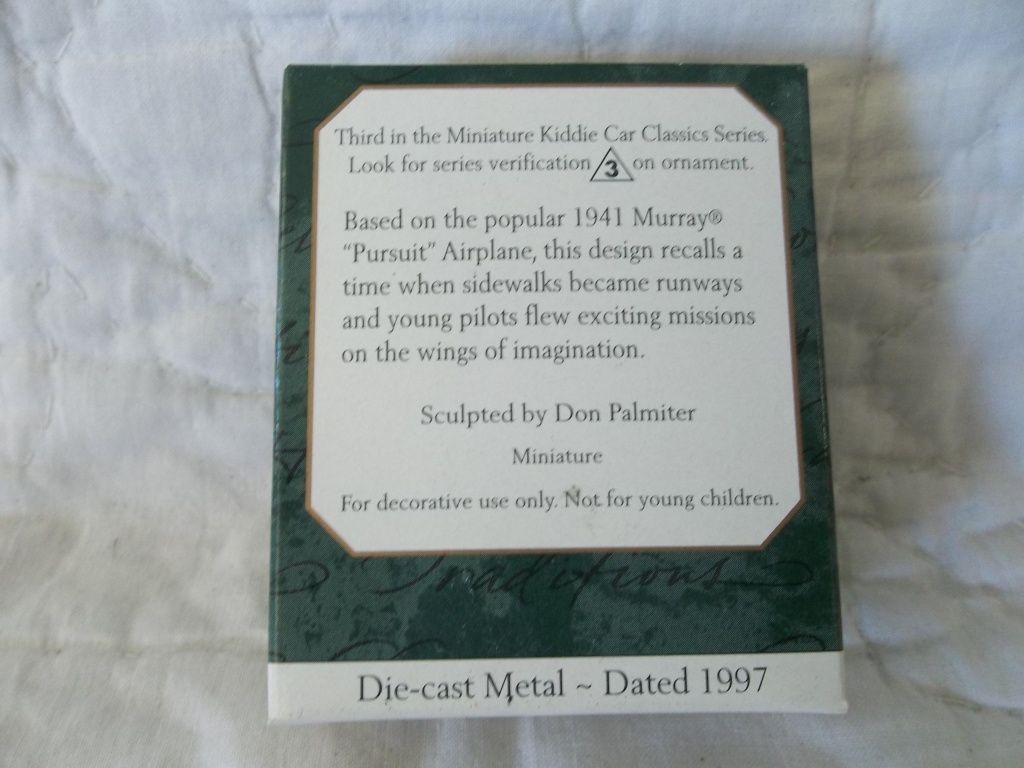 Third in the Miniature Kiddie Car Classics Series.
Look for series verification 3 on ornament.
Based on the popular 1941 Murray®
“Pursuit” Airplane, this design recalls a
time when sidewalks became runways
and young pilots flew exciting missions
on the wings of imagination.
Sculpted by Don Palmiter
Miniature
For decorative use only. Not for young children.
Traditions
Die-cast Metal ~ Dated 1997